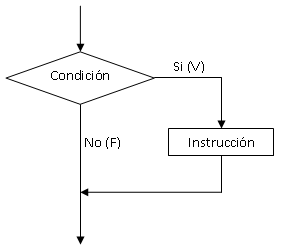 Condición
Si (V)
No (F)
Instrucción